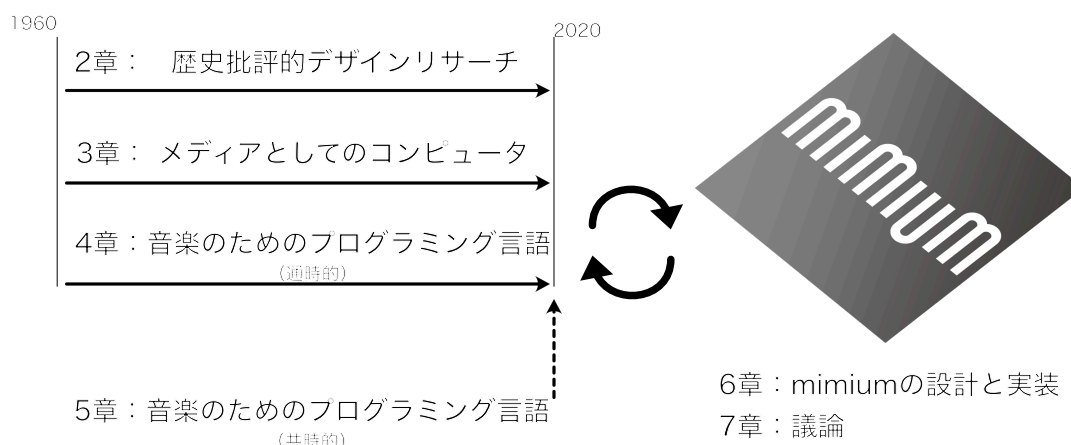 1960
2020
2章： 歴史批評的デザインリサーチ
3章： メディアとしてのコンピュータ
4章：音楽のためのプログラミング言語
（通時的）
5章：音楽のためのプログラミング言語
（共時的）
mimium
6章：mimiumの設計と実装
7章：議論